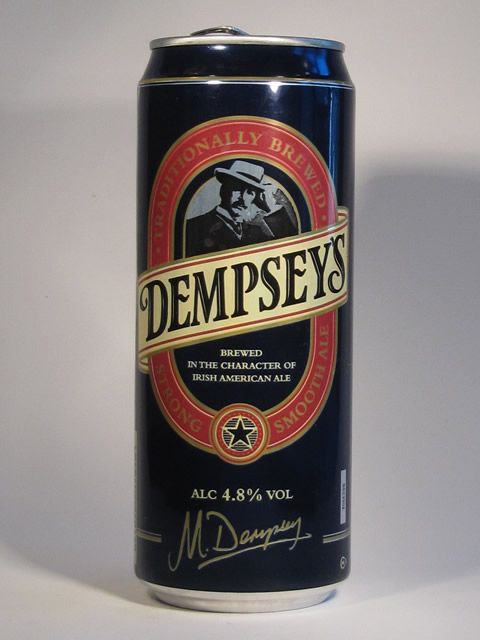 TRADITIONALLY BREWED
DEMPSEY'S
BREWED
IN THE CHARACTER OF
IRISH AMERICAN ALE
STRONG SMOOTH ALE
ALC 4.8% VOL
M. Dempsey